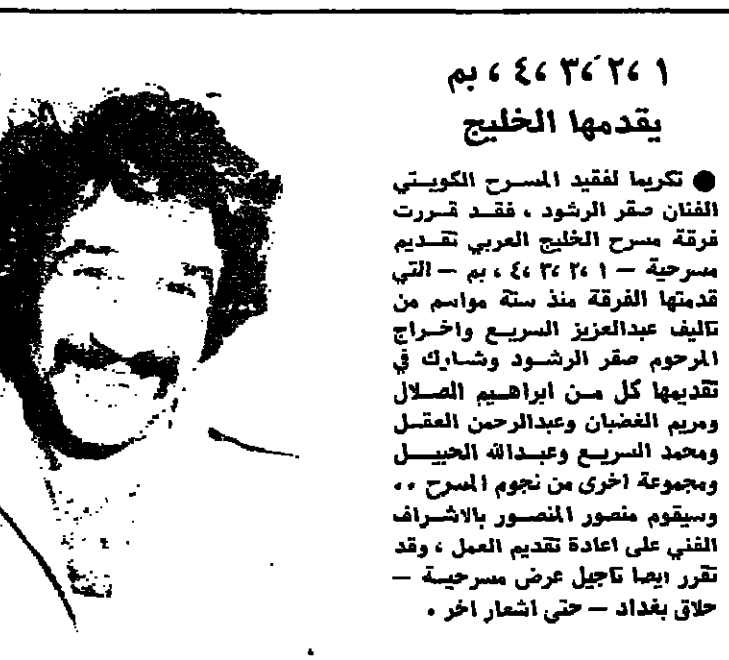 ١ ،٢ ،٣ ،٤ ، بم
يقدمها الخليج
● تكريما لفقيد المسرح الكويتي
الفنان صقر الرشود ، فقد قررت
فرقة مسرح الخليج العربي تقديم
مسرحية — ١ ،٢ ،٣ ،٤ ، بم — التي
قدمتها الفرقة منذ ستة مواسم من
تاليف عبدالعزيز السريع واخراج
المرحوم صقر الرشود وشارك في
تقديمها كل من ابراهيم الصلال
ومريم الغضبان وعبدالرحمن العقل
ومحمد السريع وعبدالله الحبيل
ومجموعة اخرى من نجوم المسرح ..
وسيقوم منصور المنصور بالاشراف
الفني على اعادة تقديم العمل ، وقد
تقرر ايضا تاجيل عرض مسرحية —
حلاق بغداد — حتى اشعار اخر .